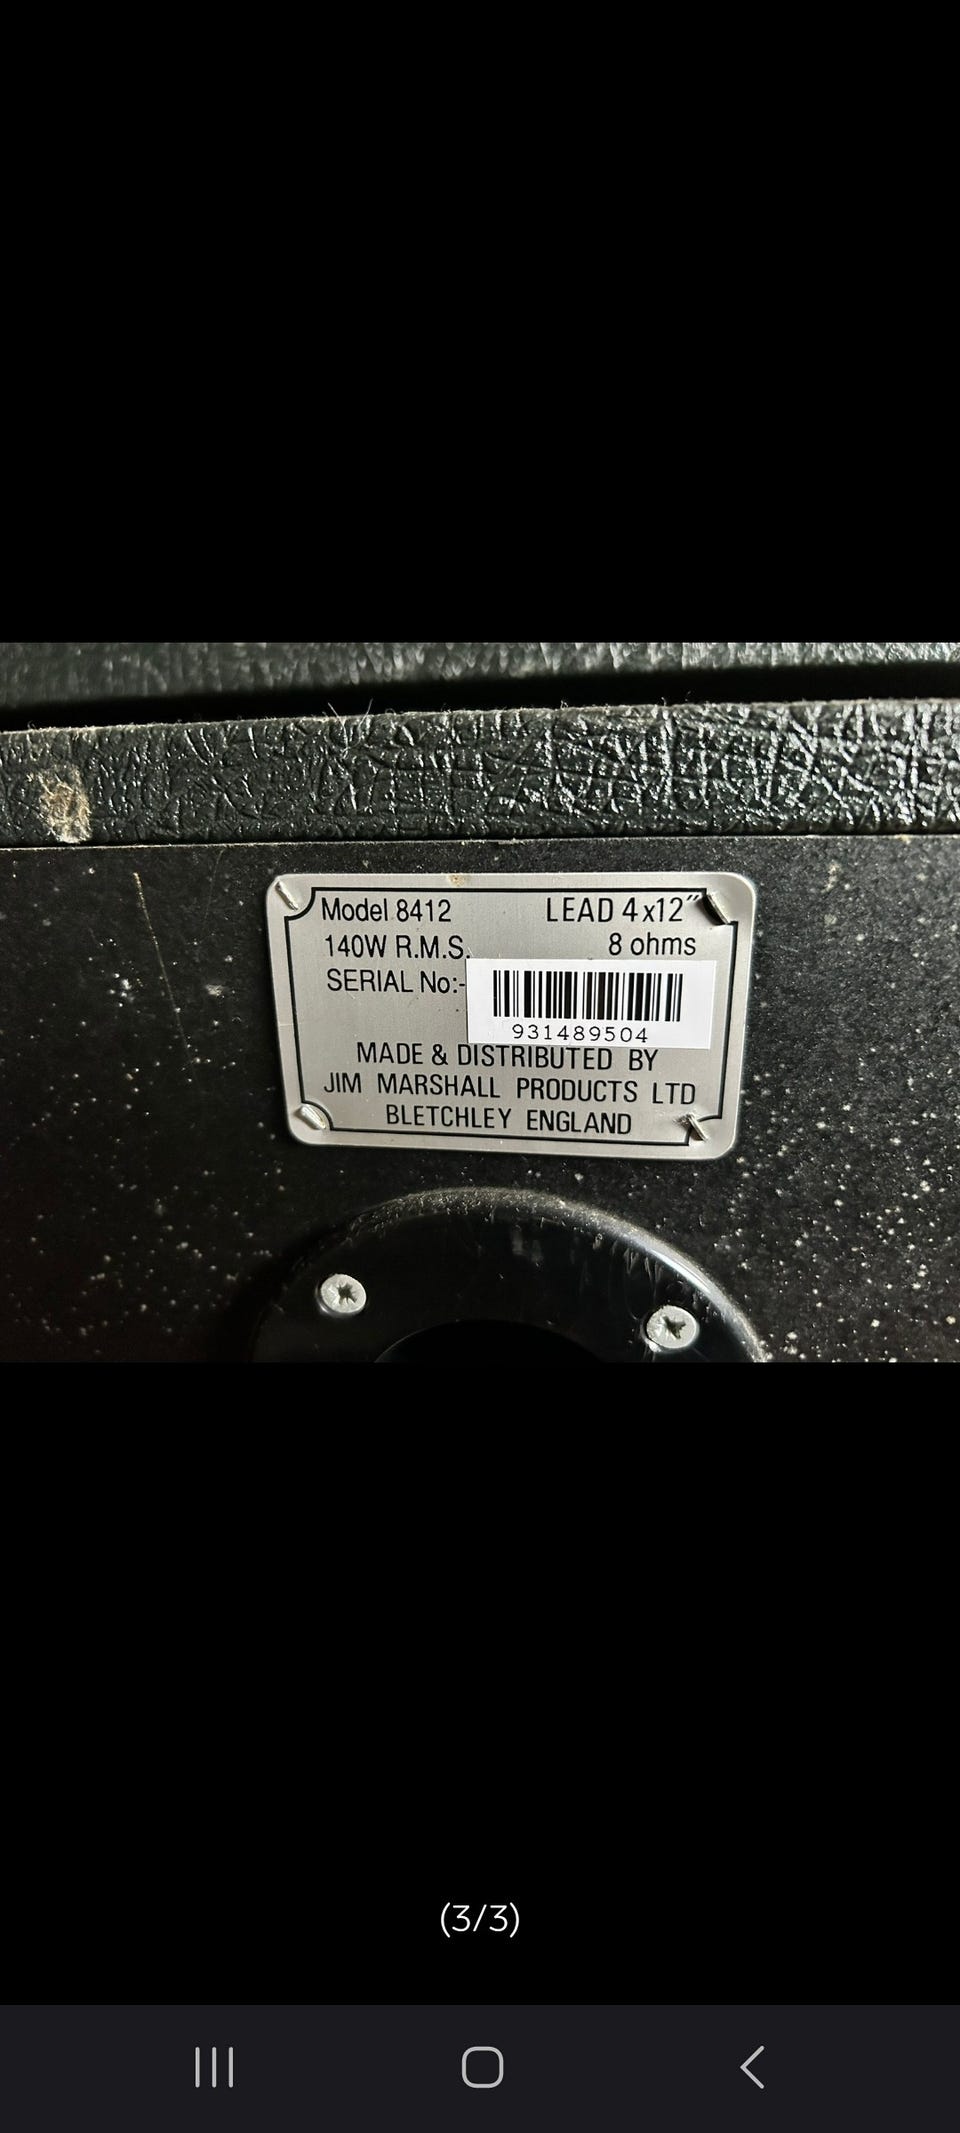 Model 8412 LEAD 4x12"
140W R.M.S. 8 ohms
SERIAL No:-
931489504
MADE & DISTRIBUTED BY
JIM MARSHALL PRODUCTS LTD
BLETCHLEY ENGLAND
(3/3)